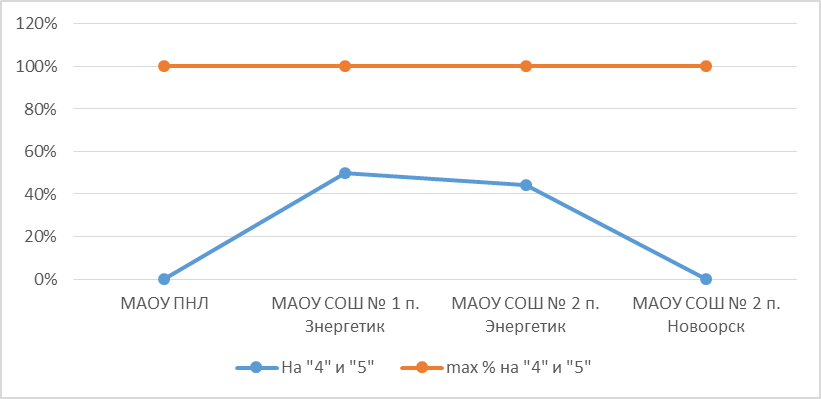 120%
100%
80%
60%
40%
20%
0%
МАОУ ПНЛ
МАОУ СОШ № 1 п.
Знергетик
МАОУ СОШ № 2 п.
Энергетик
МАОУ СОШ № 2 п.
Новоорск
На "4" и "5"
max % на "4" и "5"